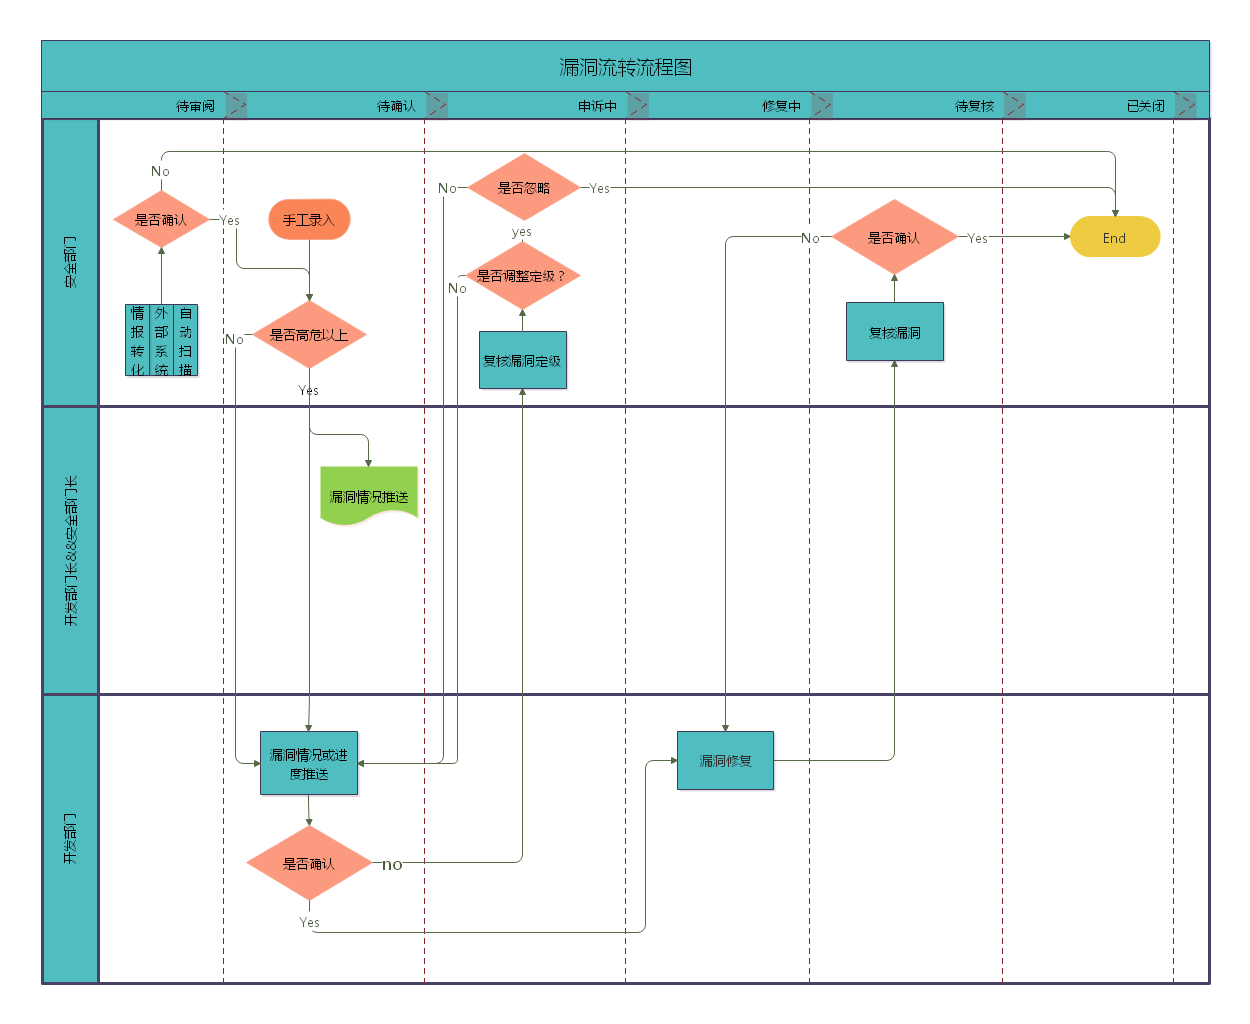 漏洞流转流程图
待审阅
待确认
申诉中
修复中
待复核
已关闭
安全部门
No
是否确认
Yes
手工录入
情报转化
外部系统
自动扫描
是否高危以上
No
Yes
No
是否忽略
Yes
yes
是否调整定级？
No
复核漏洞定级
No
是否确认
Yes
End
复核漏洞
开发部门长&&安全部门长
漏洞情况推送
开发部门
漏洞情况或进
度推送
漏洞修复
是否确认
no
Yes